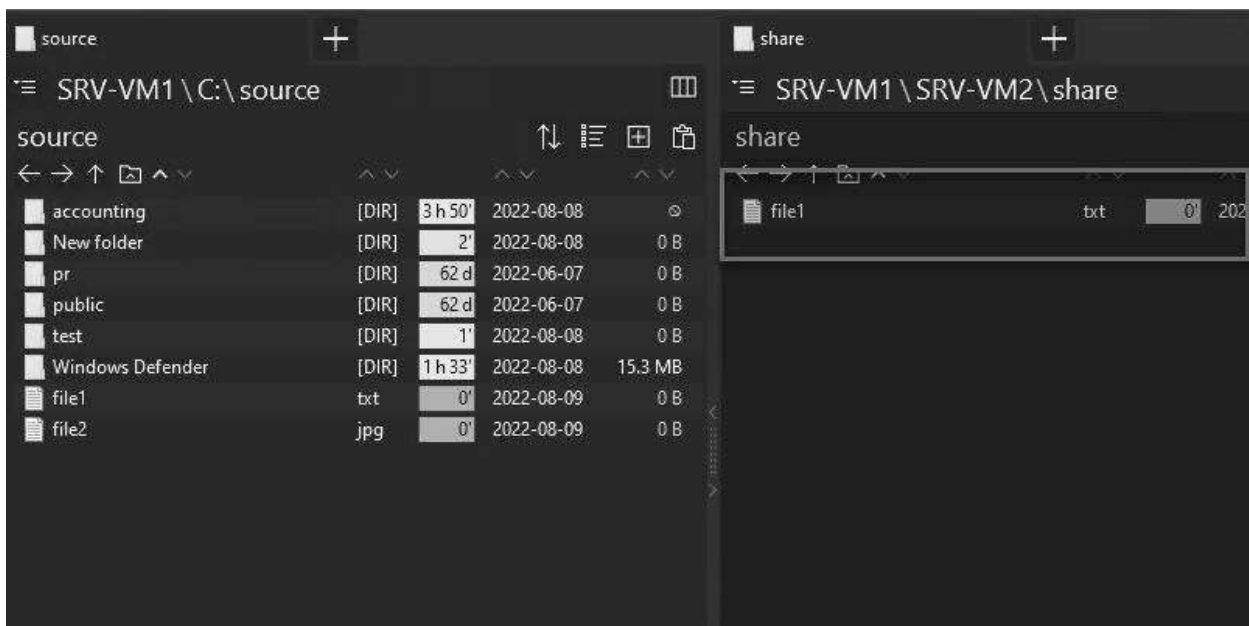 source
SRV-VM1 \ C:\ source
source
accounting [DIR] 3 h 50' 2022-08-08
New folder [DIR] 2' 2022-08-08 0 B
pr [DIR] 62 d 2022-06-07 0 B
public [DIR] 62 d 2022-06-07 0 B
test [DIR] 1' 2022-08-08 0 B
Windows Defender [DIR] 1 h 33' 2022-08-08 15.3 MB
file1 txt 0' 2022-08-09 0 B
file2 jpg 0' 2022-08-09 0 B
share
SRV-VM1 \ SRV-VM2 \ share
share
file1 txt 0' 202